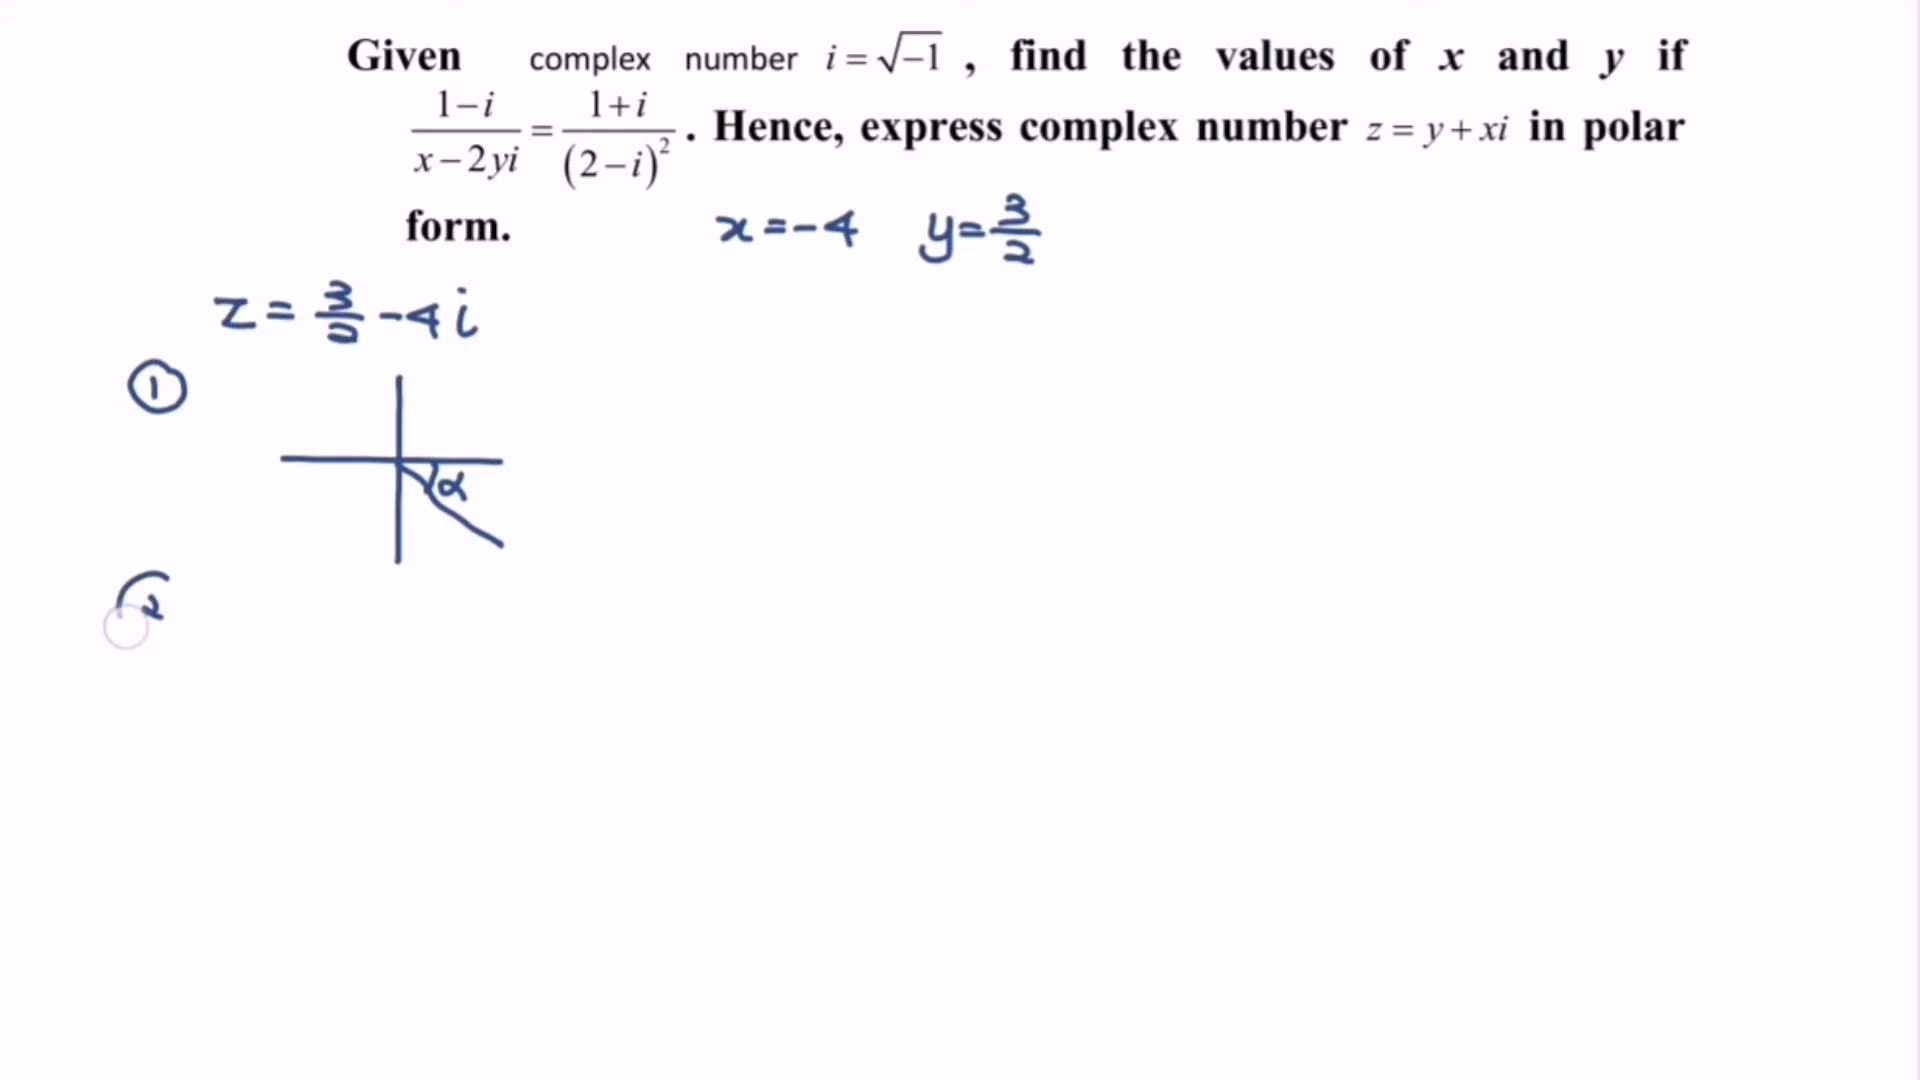 Given complex number i = √−1 , find the values of x and y if
(1−i)/(x−2yi) = (1+i)/(2−i)² . Hence, express complex number z = y + xi in polar
form. x = −4 y = 3/2
z = 3/2 − 4i
①
α
2